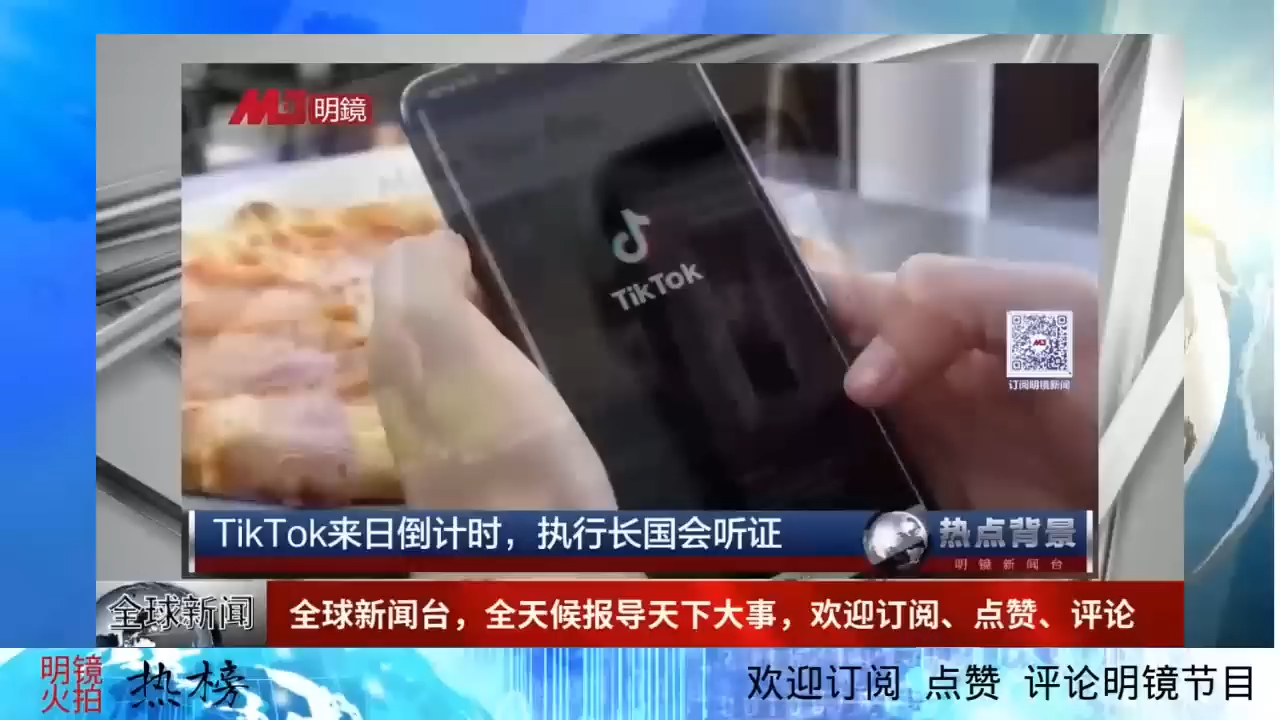 明鏡
TikTok
订阅明镜新闻
TikTok来日倒计时，执行长国会听证
热点背景
明镜新闻台
全球新闻
全球新闻台，全天候报导天下大事，欢迎订阅、点赞、评论
明镜
火拍
热榜
欢迎订阅 点赞 评论明镜节目